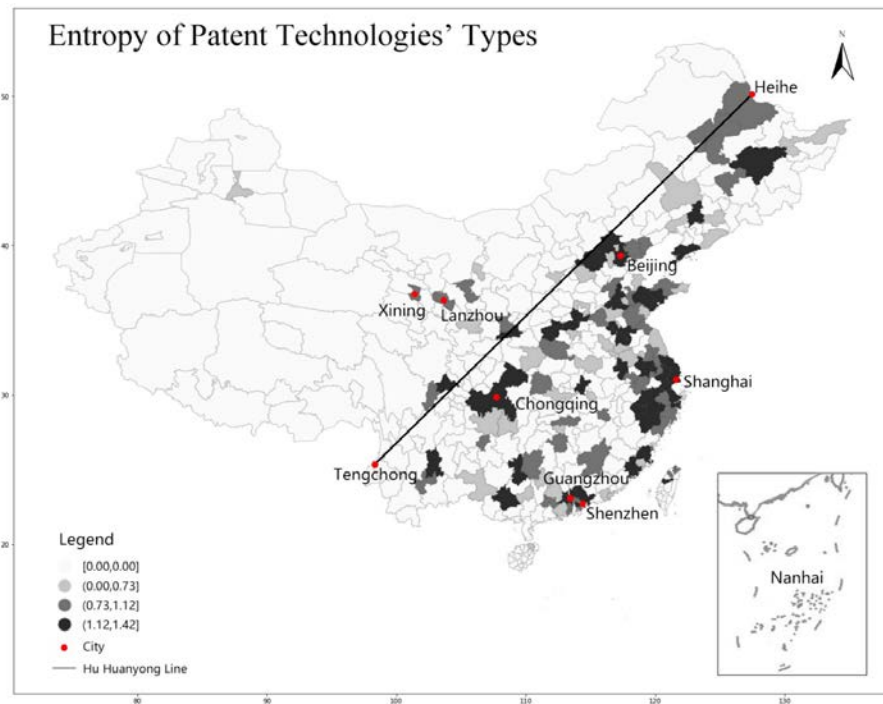 Entropy of Patent Technologies' Types
N
50
Heihe
40
Beijing
Xining
Lanzhou
Shanghai
30
Chongqing
Tengchong
Guangzhou
Shenzhen
20
Nanhai
Legend
[0.00,0.00]
(0.00,0.73]
(0.73,1.12]
(1.12,1.42]
City
Hu Huanyong Line
80
90
100
110
120
130